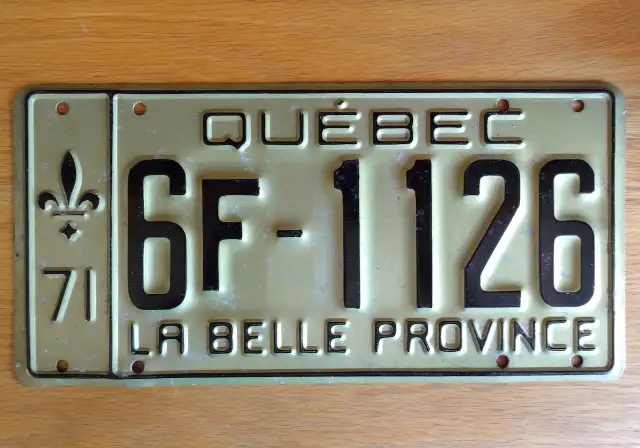 QUÉBEC
71
6F-1126
LA BELLE PROVINCE